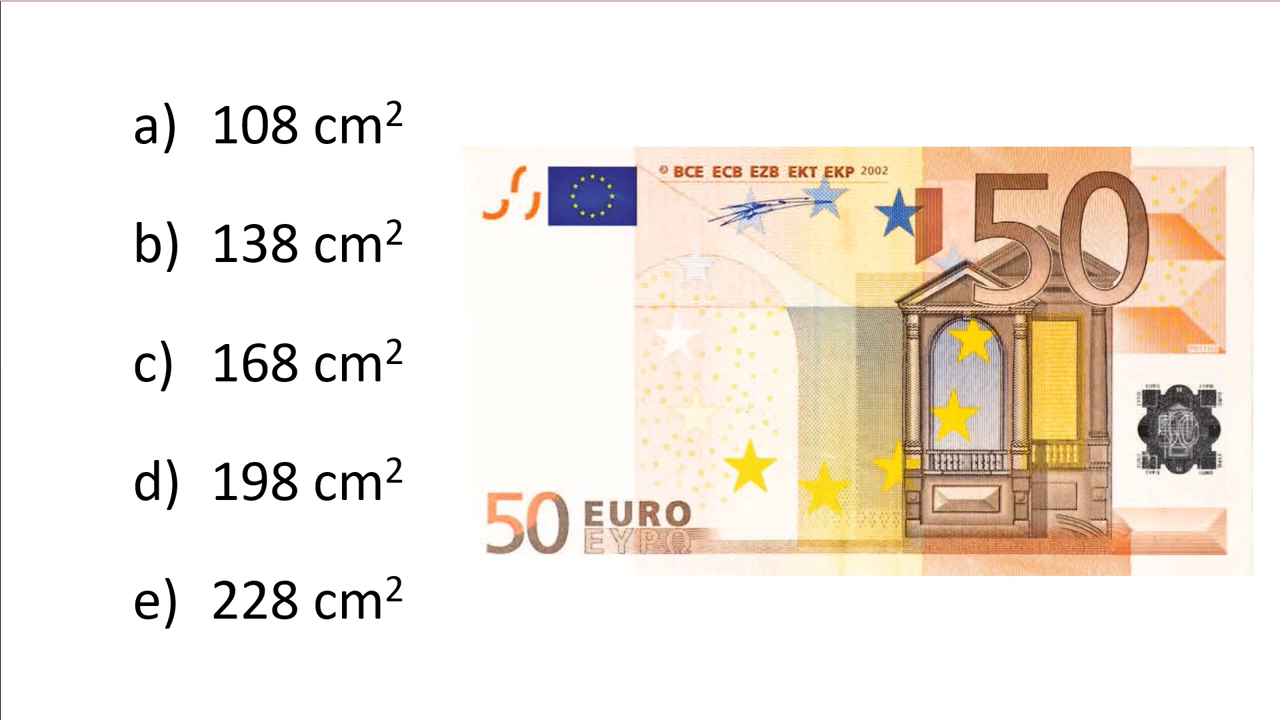 a) 108 cm²
b) 138 cm²
c) 168 cm²
d) 198 cm²
e) 228 cm²
© BCE ECB EZB EKT EKP 2002
50
50 EURO
ΕΥΡΩ